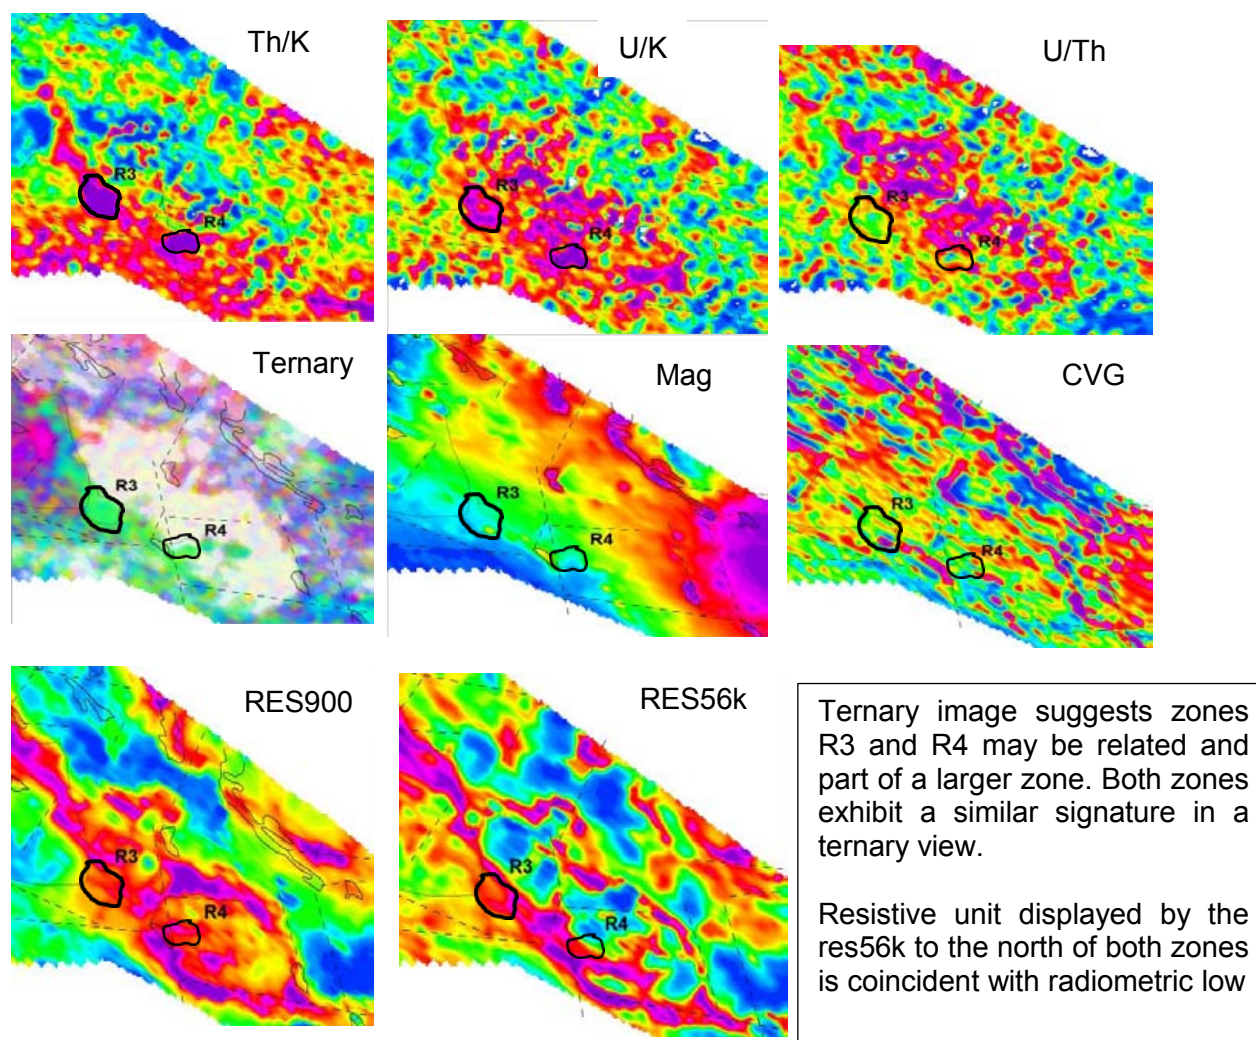 Th/K
U/K
U/Th
R3
R4
R3
R4
R3
R4
Ternary
Mag
CVG
R3
R4
R3
R4
R3
R4
RES900
RES56k
R3
R4
R3
R4
Ternary image suggests zones
R3 and R4 may be related and
part of a larger zone. Both zones
exhibit a similar signature in a
ternary view.
Resistive unit displayed by the
res56k to the north of both zones
is coincident with radiometric low